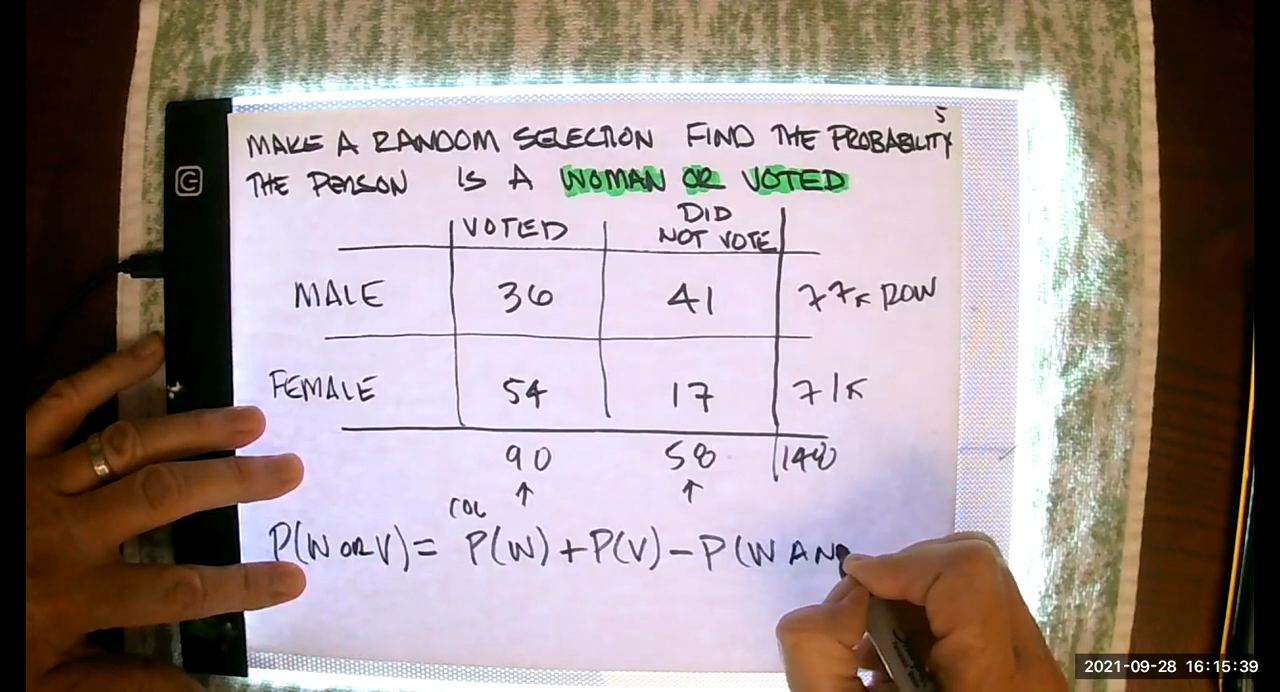 5
MAKE A RANDOM SELECTION FIND THE PROBABILITY
THE PERSON IS A WOMAN OR VOTED
VOTED DID NOT VOTE
MALE 36 41 77 ROW
FEMALE 54 17 71
90 58 148
COL
P(W OR V) = P(W) + P(V) - P(W AN
2021-09-28 16:15:39